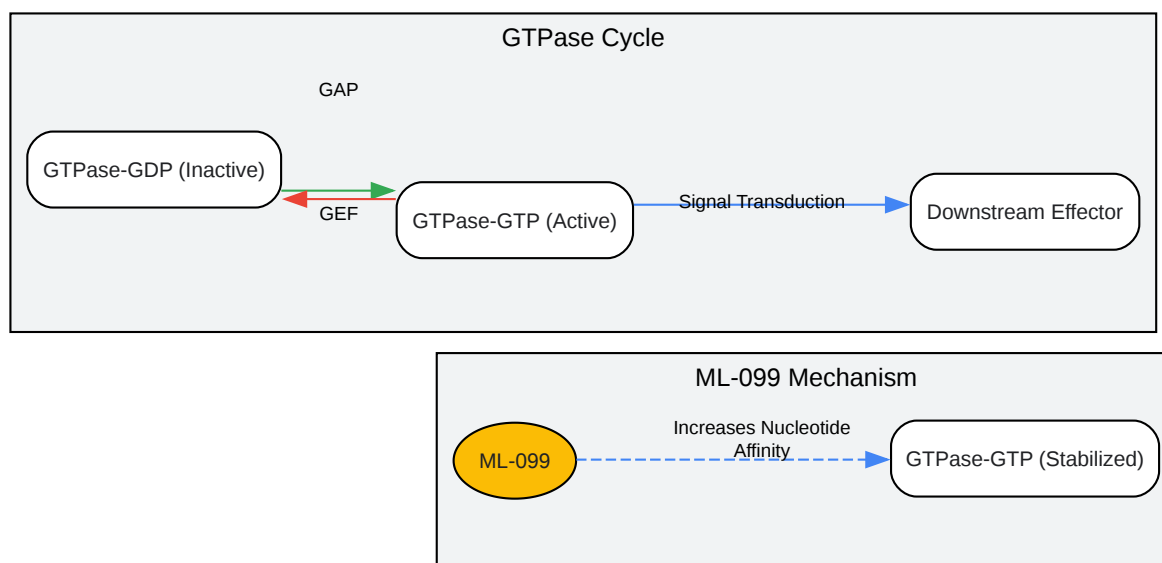 GTPase Cycle
GAP
GTPase-GDP (Inactive)
GEF
GTPase-GTP (Active)
Signal Transduction
Downstream Effector
ML-099 Mechanism
ML-099
Increases Nucleotide
Affinity
GTPase-GTP (Stabilized)